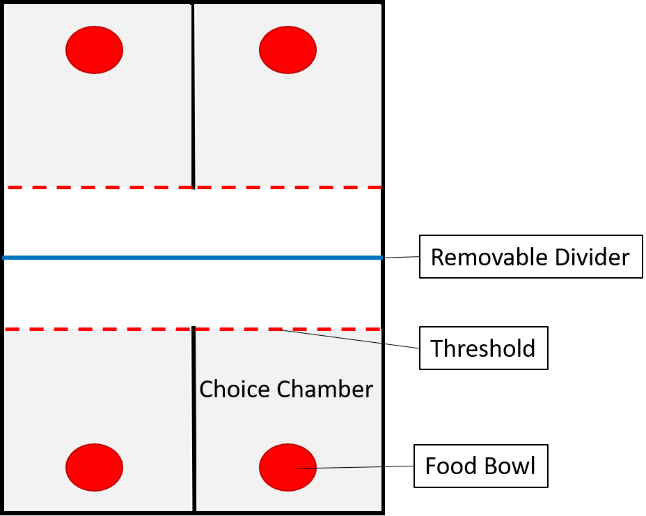 Removable Divider
Threshold
Choice Chamber
Food Bowl